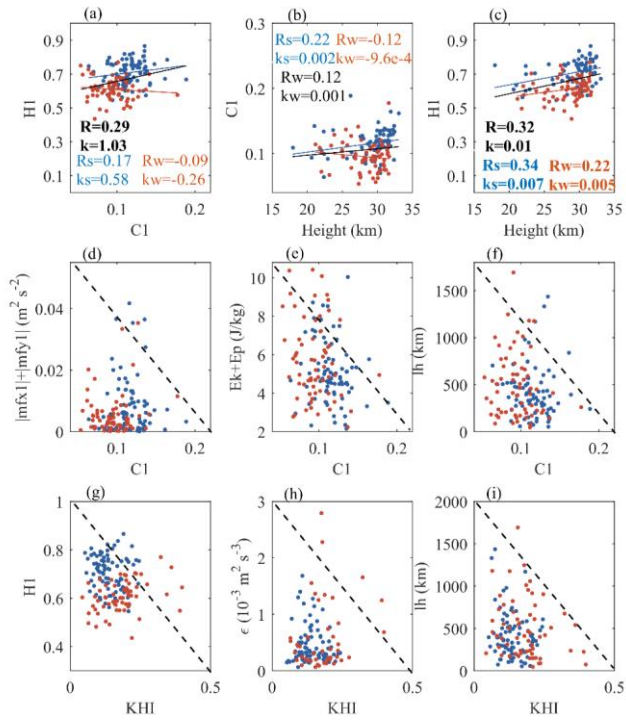 (a) (b) (c)
H1
0.9
0.7
0.5
0.3
0.1
R=0.29
k=1.03
Rs=0.17 Rw=-0.09
ks=0.58 kw=-0.26
0.1 0.2
C1
C1
0.3
0.2
0.1
Rs=0.22 Rw=-0.12
ks=0.002 kw=-9.6e-4
Rw=0.12
kw=0.001
15 20 25 30 35
Height (km)
H1
0.9
0.7
0.5
0.3
0.1
R=0.32
k=0.01
Rs=0.34 Rw=0.22
ks=0.007 kw=0.005
15 20 25 30 35
Height (km)
(d) (e) (f)
|mfx1|+|mfy1| (m² s⁻²)
0.04
0.02
0
0.1 0.2
C1
Ek+Ep (J/kg)
10
8
6
4
2
0.1 0.2
C1
lh (km)
1500
1000
500
0
0.1 0.2
C1
(g) (h) (i)
H1
1
0.8
0.6
0.4
0 0.5
KHI
ϵ (10⁻³ m² s⁻³)
3
2
1
0
0 0.5
KHI
lh (km)
2000
1500
1000
500
0
0 0.5
KHI